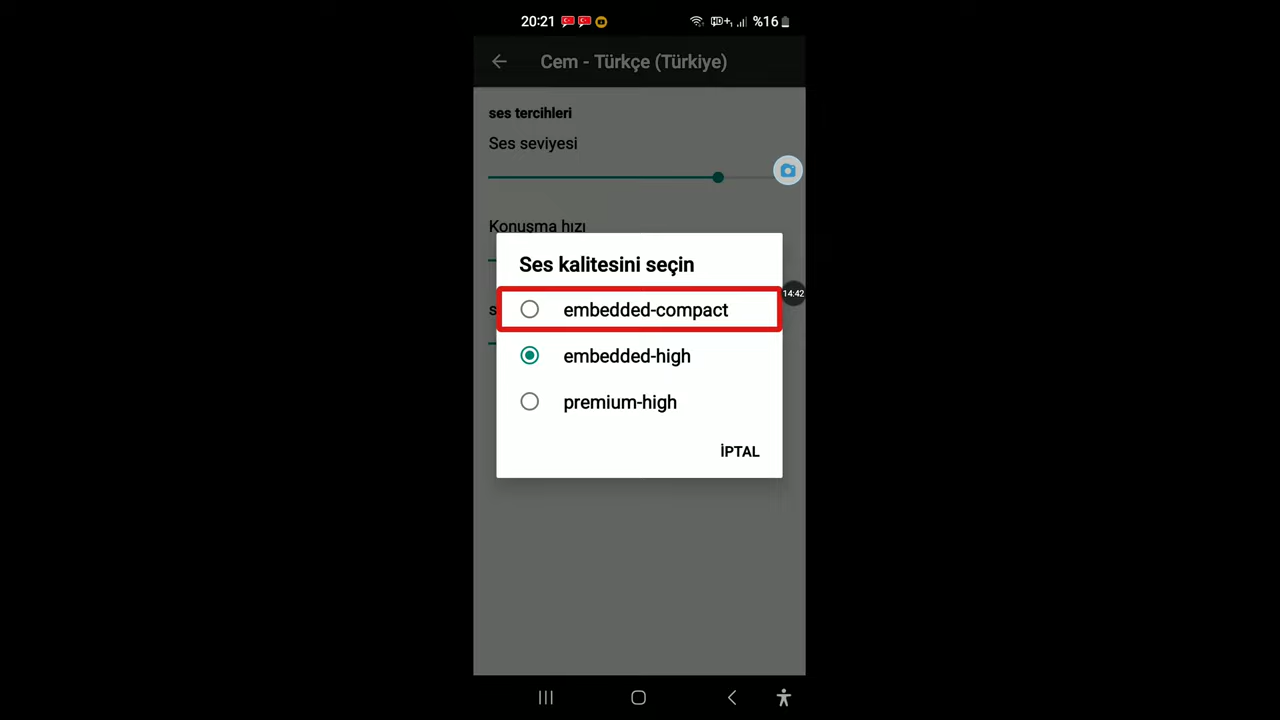 20:21
HD+
%16
Cem - Türkçe (Türkiye)
ses tercihleri
Ses seviyesi
Konuşma hızı
Ses kalitesini seçin
14:42
embedded-compact
s
embedded-high
premium-high
İPTAL